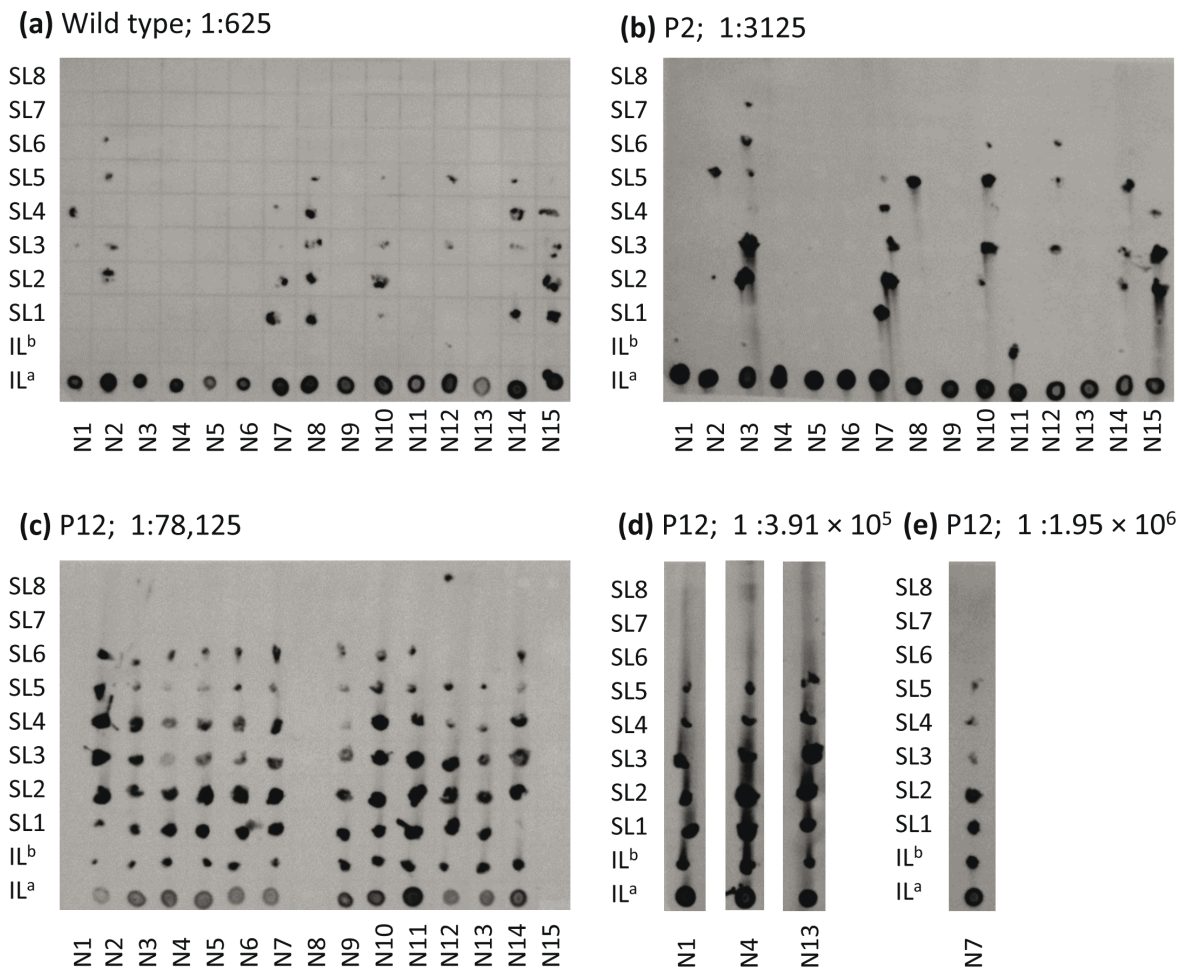 (a) Wild type; 1:625
SL8
SL7
SL6
SL5
SL4
SL3
SL2
SL1
ILᵇ
ILᵃ
N1 N2 N3 N4 N5 N6 N7 N8 N9 N10 N11 N12 N13 N14 N15
(b) P2; 1:3125
SL8
SL7
SL6
SL5
SL4
SL3
SL2
SL1
ILᵇ
ILᵃ
N1 N2 N3 N4 N5 N6 N7 N8 N9 N10 N11 N12 N13 N14 N15
(c) P12; 1:78,125
SL8
SL7
SL6
SL5
SL4
SL3
SL2
SL1
ILᵇ
ILᵃ
N1 N2 N3 N4 N5 N6 N7 N8 N9 N10 N11 N12 N13 N14 N15
(d) P12; 1 :3.91 × 10⁵
SL8
SL7
SL6
SL5
SL4
SL3
SL2
SL1
ILᵇ
ILᵃ
N1 N4 N13
(e) P12; 1 :1.95 × 10⁶
SL8
SL7
SL6
SL5
SL4
SL3
SL2
SL1
ILᵇ
ILᵃ
N7